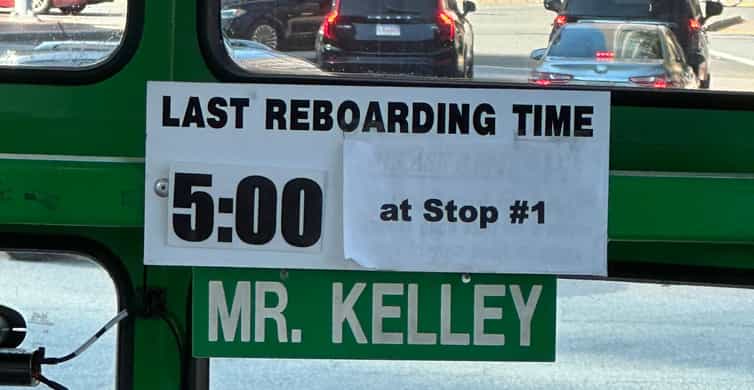 LAST REBOARDING TIME
5:00
at Stop #1
MR. KELLEY